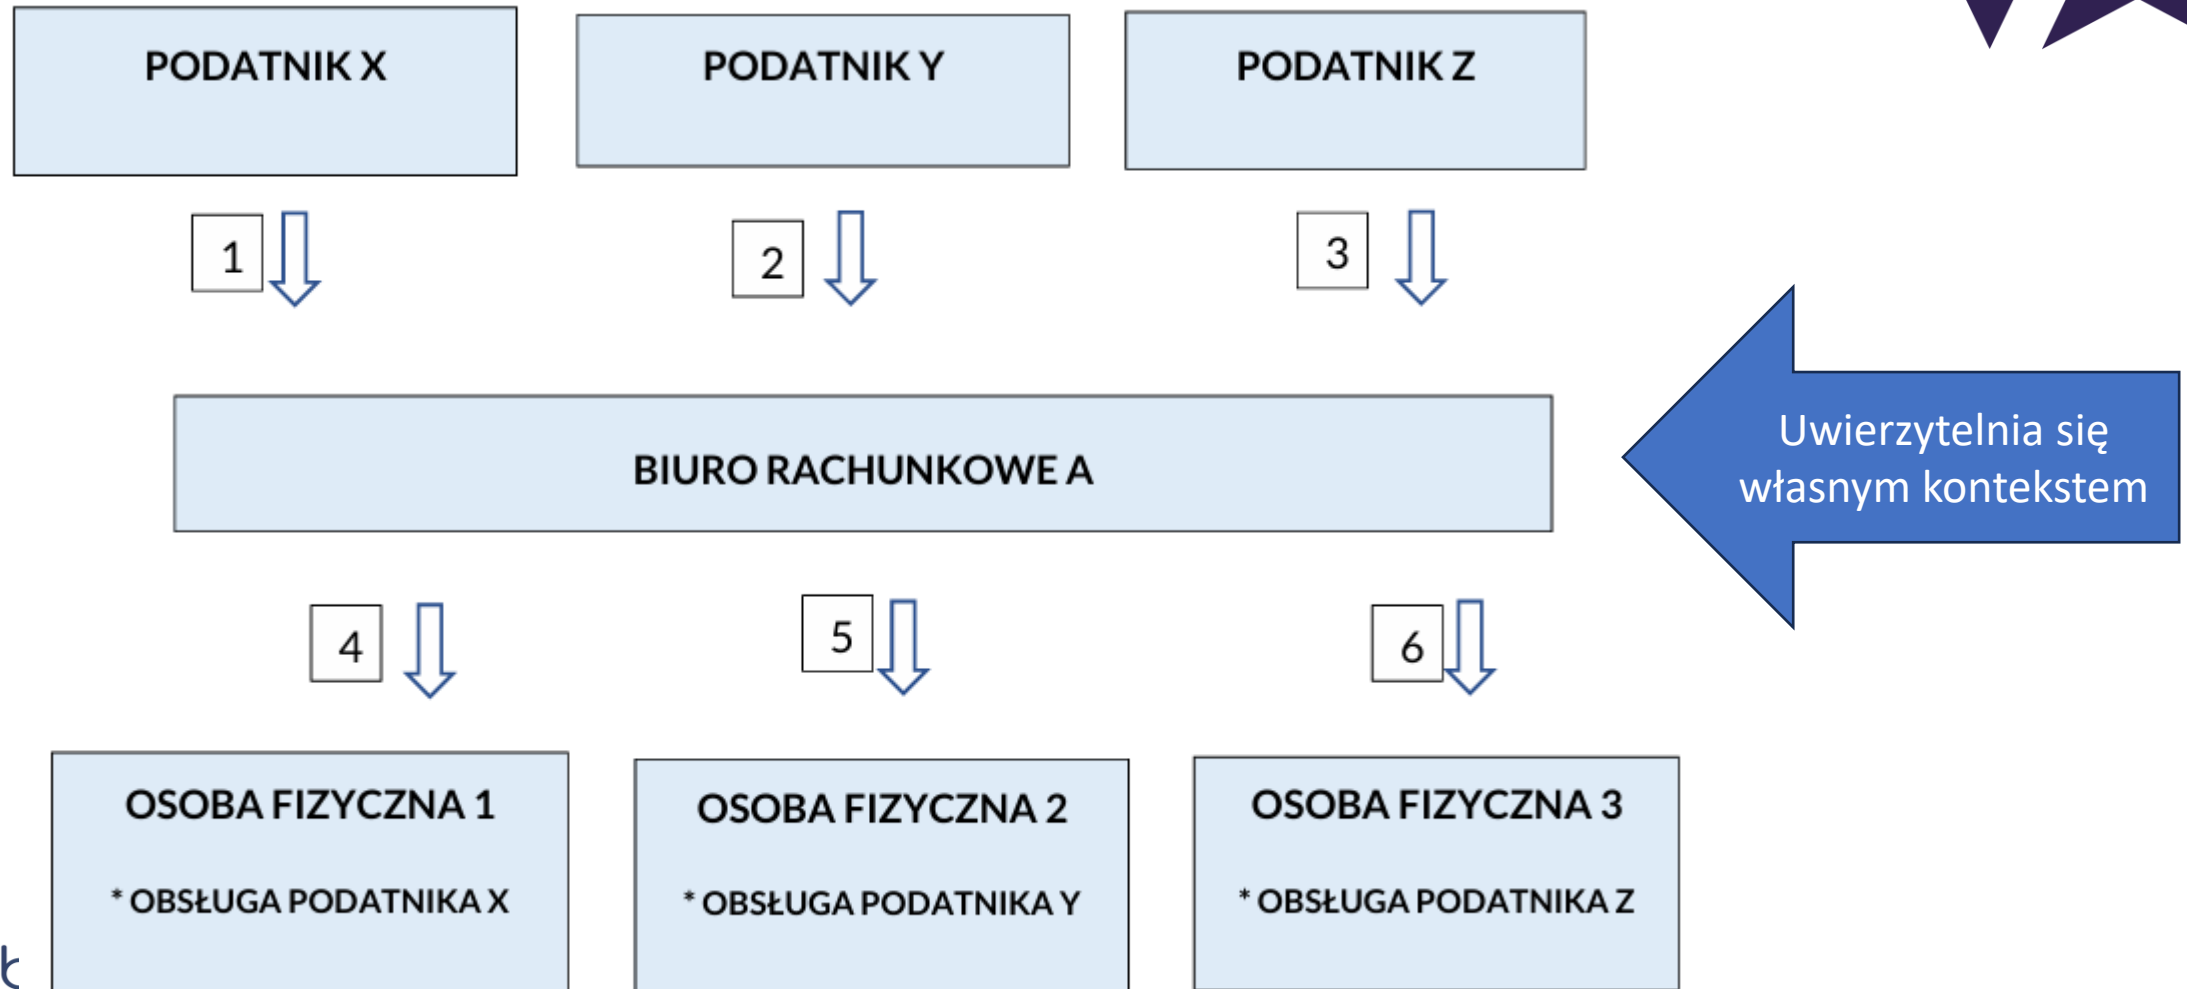 PODATNIK X
PODATNIK Y
PODATNIK Z
1
2
3
BIURO RACHUNKOWE A
Uwierzytelnia się
własnym kontekstem
4
5
6
OSOBA FIZYCZNA 1
* OBSŁUGA PODATNIKA X
OSOBA FIZYCZNA 2
* OBSŁUGA PODATNIKA Y
OSOBA FIZYCZNA 3
* OBSŁUGA PODATNIKA Z